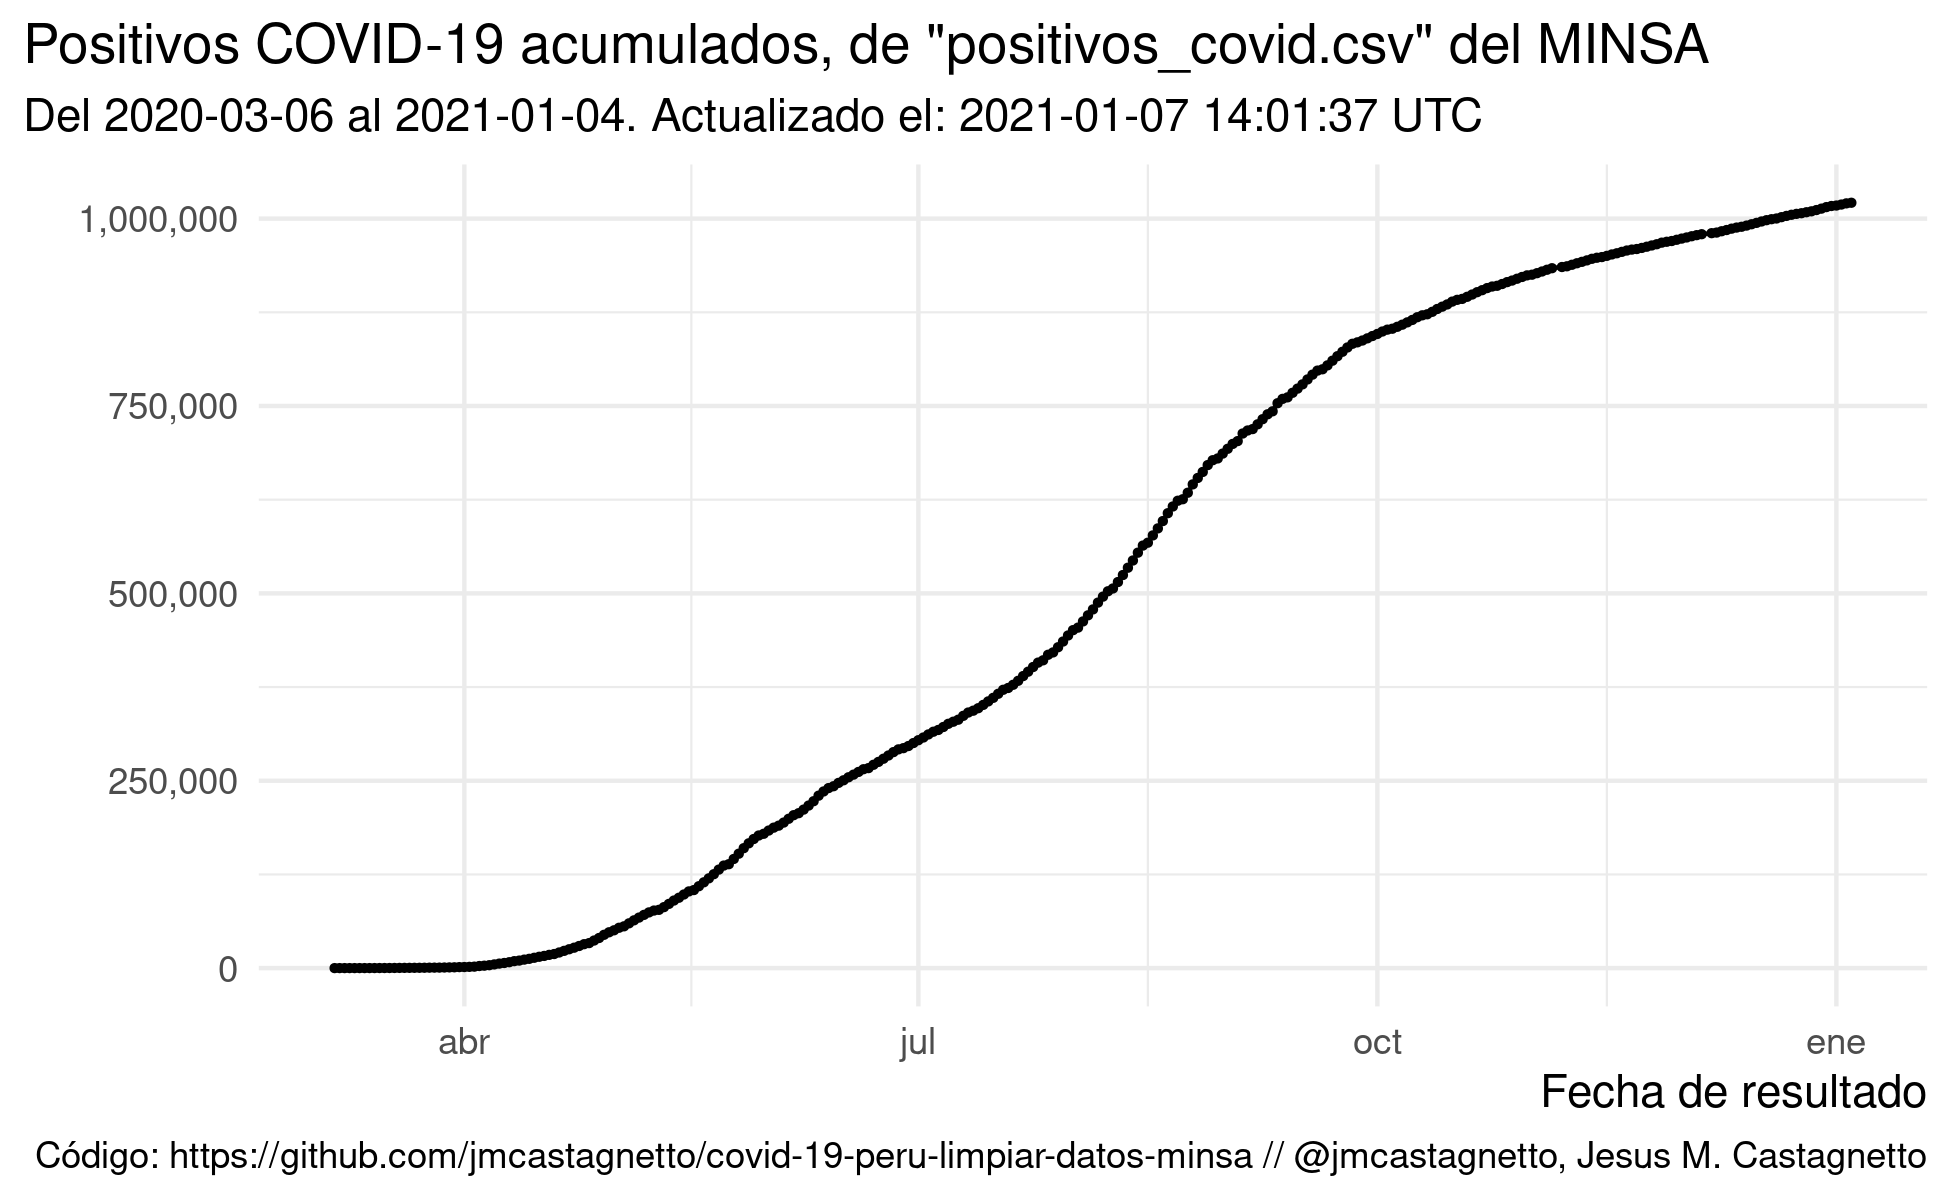 Positivos COVID-19 acumulados, de "positivos_covid.csv" del MINSA
Del 2020-03-06 al 2021-01-04. Actualizado el: 2021-01-07 14:01:37 UTC
1,000,000
750,000
500,000
250,000
0
abr jul oct ene
Fecha de resultado
Código: https://github.com/jmcastagnetto/covid-19-peru-limpiar-datos-minsa // @jmcastagnetto, Jesus M. Castagnetto